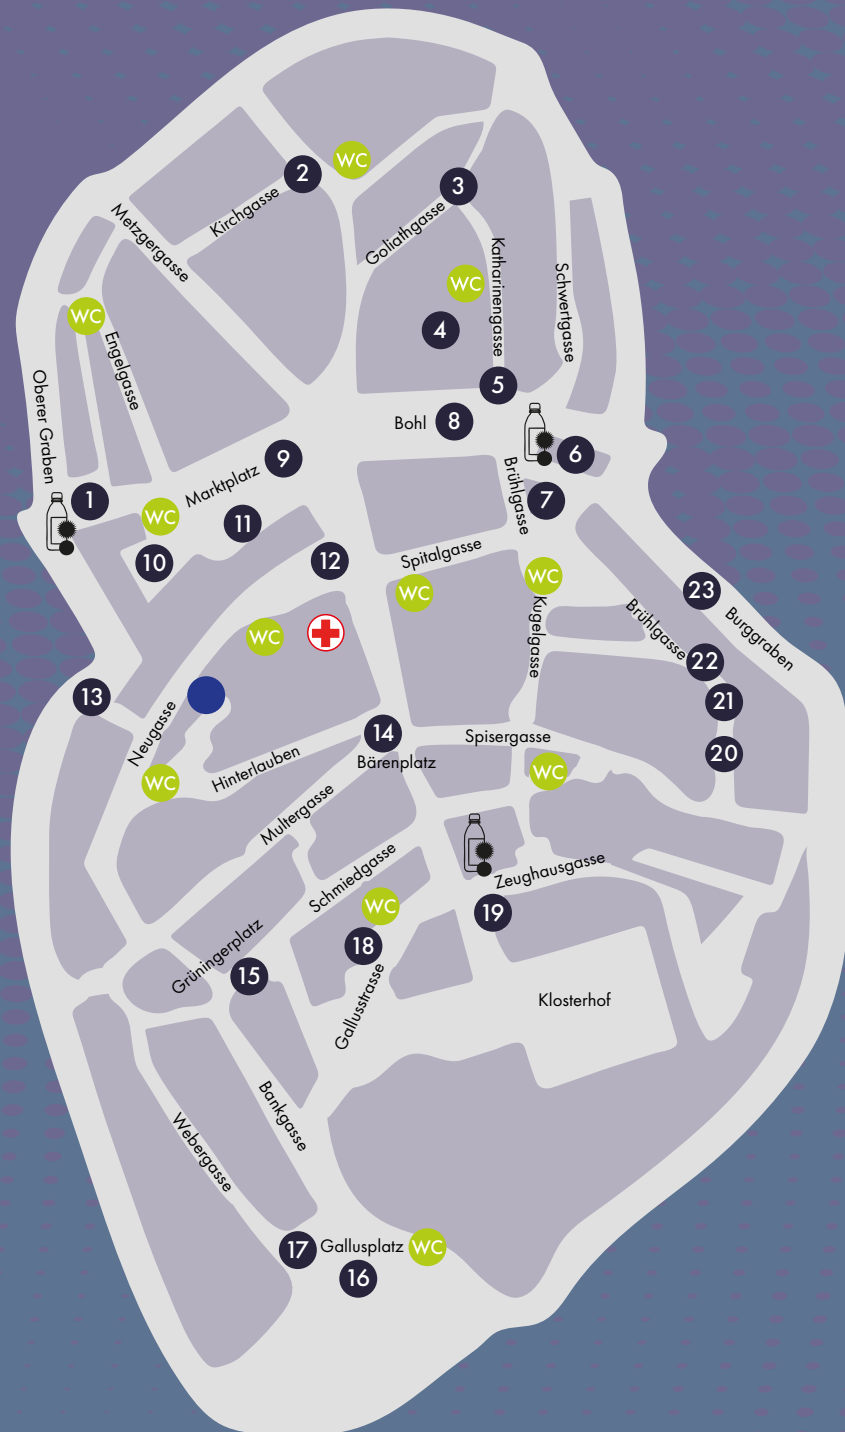 WC
2
3
Kirchgasse
Metzgergasse
Goliathgasse
Katharinengasse
Schwertgasse
WC
WC
4
Engelgasse
Oberer Graben
5
Bohl
8
9
6
Marktplatz
Brühlgasse
1
7
WC
11
10
12
Spitalgasse
WC
WC
23
Kugelgasse
Brühlgasse
Burggraben
WC
22
13
21
Neugasse
14
Spisergasse
20
Bärenplatz
Hinterlauben
WC
WC
Multergasse
Schmiedgasse
Zeughausgasse
WC
19
18
Grüningerplatz
15
Gallusstrasse
Klosterhof
Bankgasse
Webergasse
17
Gallusplatz
WC
16